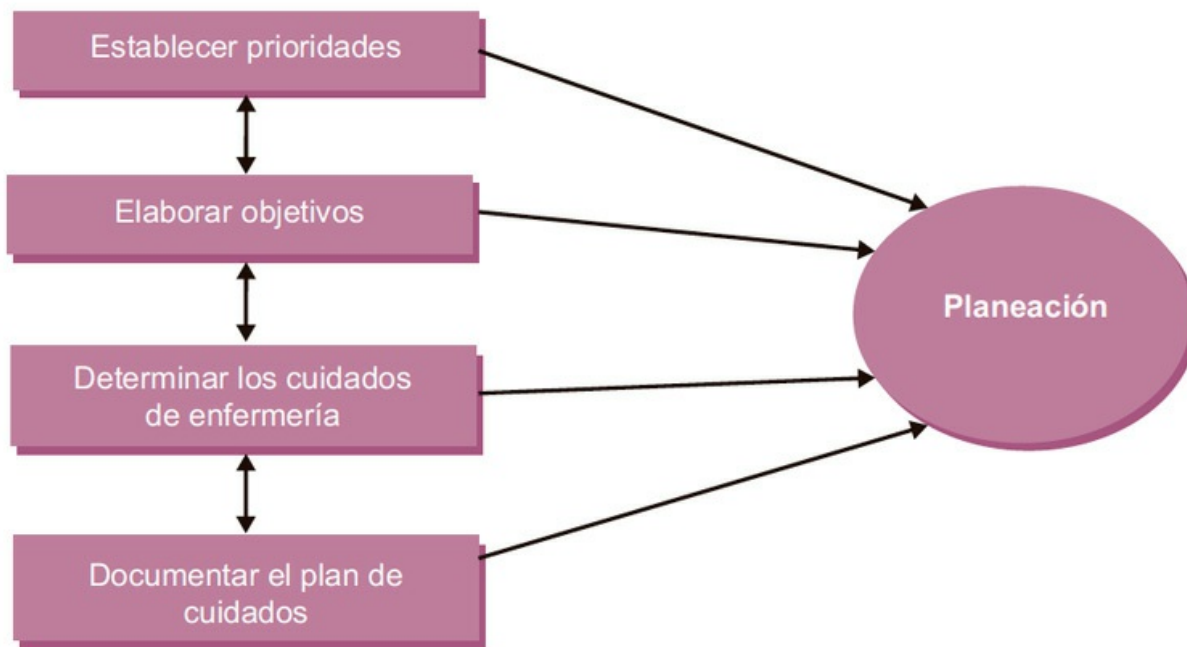 Establecer prioridades
Elaborar objetivos
Determinar los cuidados
de enfermería
Documentar el plan de
cuidados
Planeación